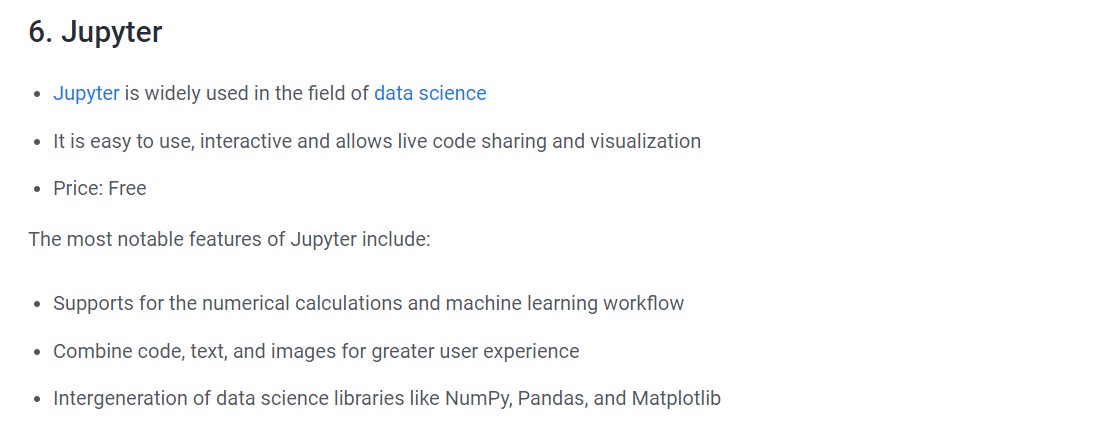 6. Jupyter
Jupyter is widely used in the field of data science
It is easy to use, interactive and allows live code sharing and visualization
Price: Free
The most notable features of Jupyter include:
Supports for the numerical calculations and machine learning workflow
Combine code, text, and images for greater user experience
Intergeneration of data science libraries like NumPy, Pandas, and Matplotlib